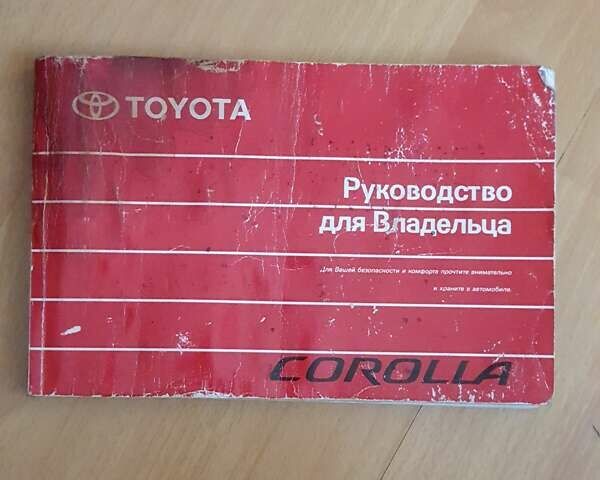 TOYOTA
Руководство
для Владельца
Для Вашей безопасности и комфорта прочтите внимательно
и храните в автомобиле.
COROLLA